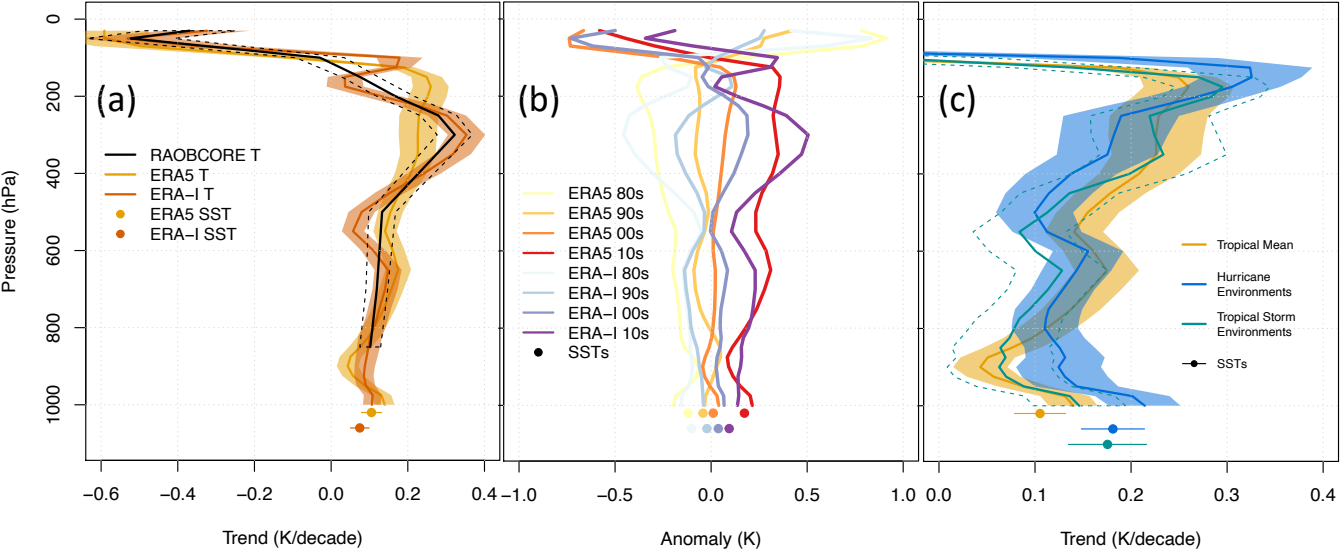 0
200
400
600
800
1000
Pressure (hPa)
(a)
RAOBCORE T
ERA5 T
ERA−I T
ERA5 SST
ERA−I SST
−0.6
−0.4
−0.2
0.0
0.2
0.4
Trend (K/decade)
(b)
ERA5 80s
ERA5 90s
ERA5 00s
ERA5 10s
ERA−I 80s
ERA−I 90s
ERA−I 00s
ERA−I 10s
SSTs
−1.0
−0.5
0.0
0.5
1.0
Anomaly (K)
(c)
Tropical Mean
Hurricane
Environments
Tropical Storm
Environments
SSTs
0.0
0.1
0.2
0.3
0.4
Trend (K/decade)